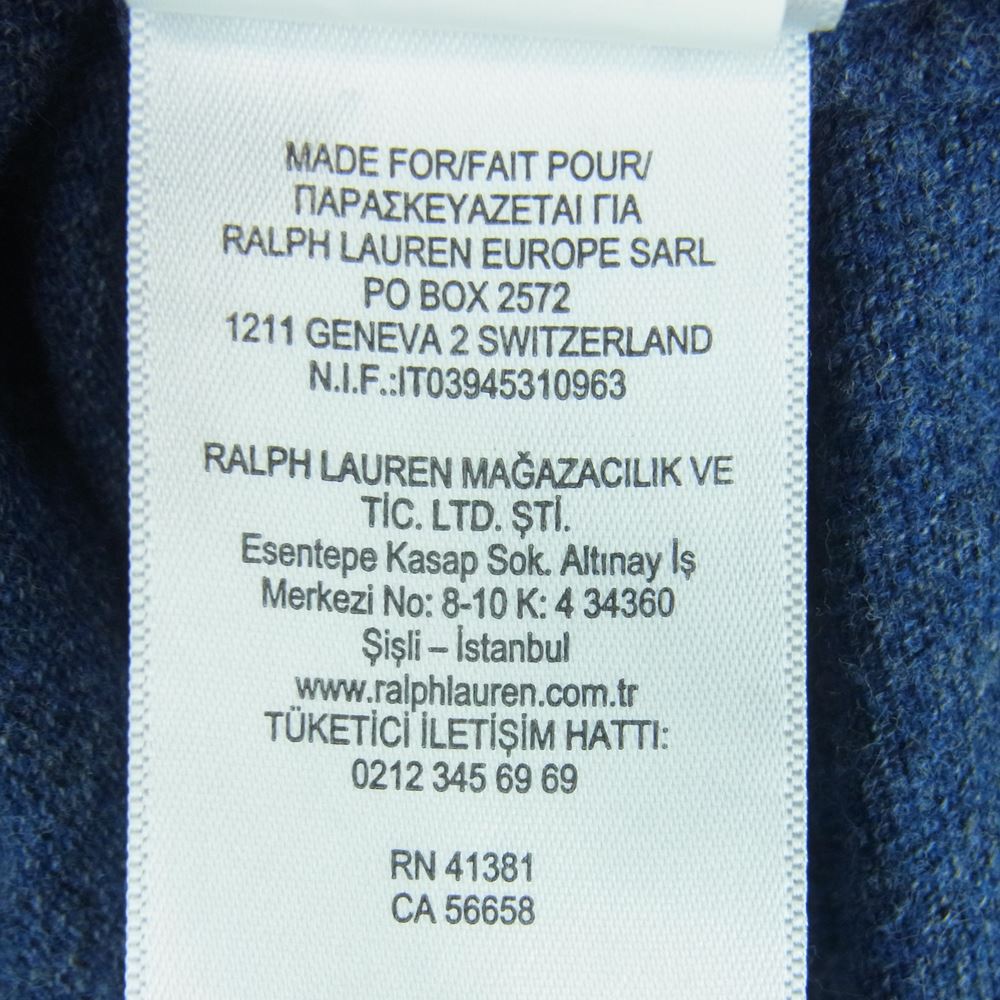 MADE FOR/FAIT POUR/
ΠΑΡΑΣΚΕΥΑΖΕΤΑΙ ΓΙΑ
RALPH LAUREN EUROPE SARL
PO BOX 2572
1211 GENEVA 2 SWITZERLAND
N.I.F.:IT03945310963
RALPH LAUREN MAĞAZACILIK VE
TİC. LTD. ŞTİ.
Esentepe Kasap Sok. Altınay İş
Merkezi No: 8-10 K: 4 34360
Şişli – İstanbul
www.ralphlauren.com.tr
TÜKETİCİ İLETİŞİM HATTI:
0212 345 69 69
RN 41381
CA 56658